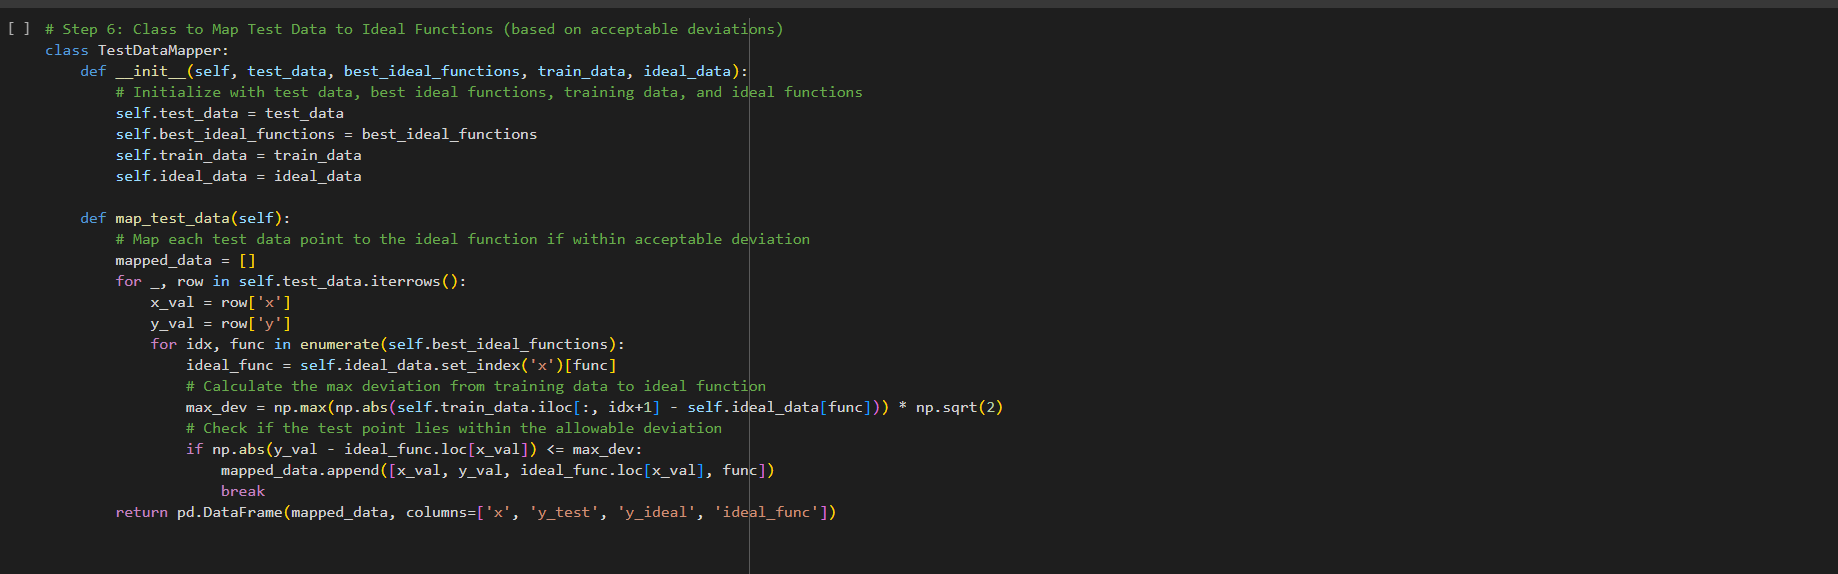 [ ] # Step 6: Class to Map Test Data to Ideal Functions (based on acceptable deviations)
class TestDataMapper:
    def __init__(self, test_data, best_ideal_functions, train_data, ideal_data):
        # Initialize with test data, best ideal functions, training data, and ideal functions
        self.test_data = test_data
        self.best_ideal_functions = best_ideal_functions
        self.train_data = train_data
        self.ideal_data = ideal_data

    def map_test_data(self):
        # Map each test data point to the ideal function if within acceptable deviation
        mapped_data = []
        for _, row in self.test_data.iterrows():
            x_val = row['x']
            y_val = row['y']
            for idx, func in enumerate(self.best_ideal_functions):
                ideal_func = self.ideal_data.set_index('x')[func]
                # Calculate the max deviation from training data to ideal function
                max_dev = np.max(np.abs(self.train_data.iloc[:, idx+1] - self.ideal_data[func])) * np.sqrt(2)
                # Check if the test point lies within the allowable deviation
                if np.abs(y_val - ideal_func.loc[x_val]) <= max_dev:
                    mapped_data.append([x_val, y_val, ideal_func.loc[x_val], func])
                    break
        return pd.DataFrame(mapped_data, columns=['x', 'y_test', 'y_ideal', 'ideal_func'])